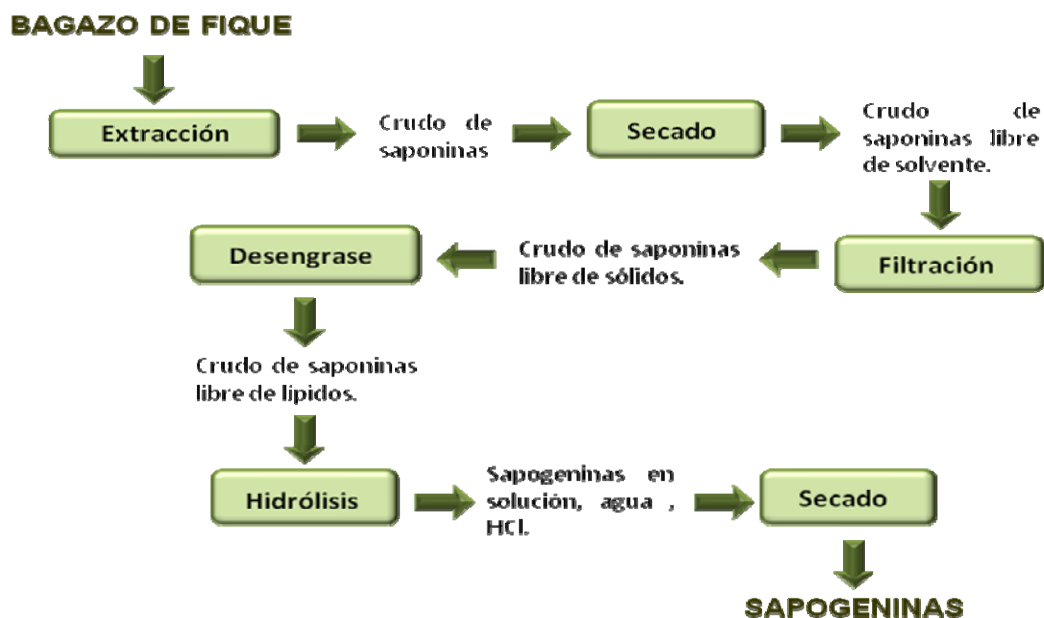 BAGAZO DE FIQUE
Extracción
Crudo de
saponinas
Secado
Crudo de
saponinas libre
de solvente.
Filtración
Crudo de saponinas
libre de sólidos.
Desengrase
Crudo de saponinas
libre de lípidos.
Hidrólisis
Sapogeninas en
solución, agua ,
HCl.
Secado
SAPOGENINAS